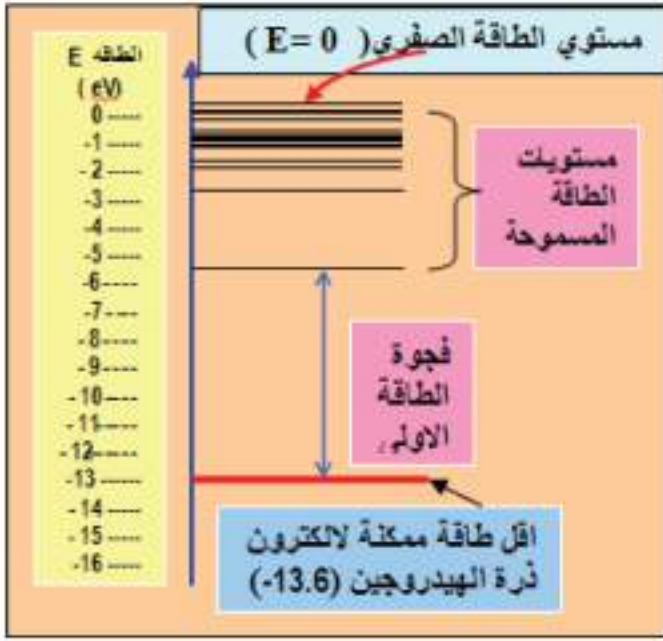 مستوي الطاقة الصفري( E= 0 )
الطاقه E
( eV)
0 -----
-1 -----
-2 -----
-3 -----
-4 -----
-5 -----
-6 -----
-7-----
-8-----
-9-----
-10-----
-11-----
-12-----
-13 -----
-14 -----
-15 -----
-16 -----
مستويات
الطاقة
المسموحة
فجوة
الطاقة
الاولى
اقل طاقة ممكنة لالكترون
ذرة الهيدروجين (13.6-)